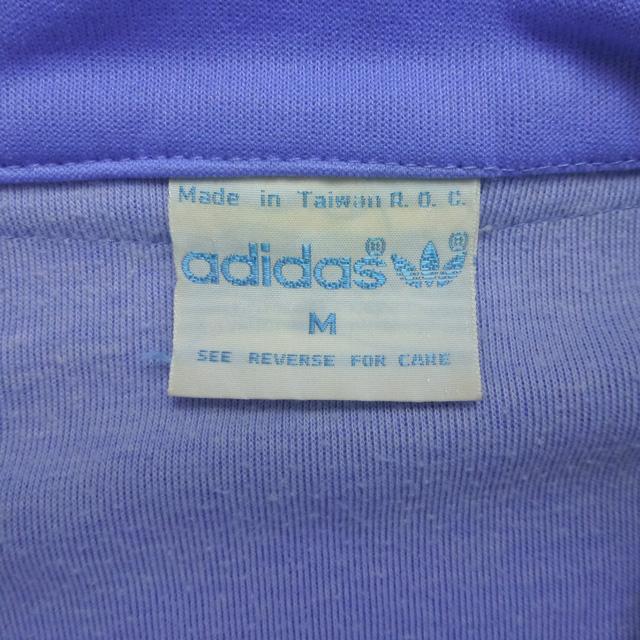 Made in Taiwan R.O.C.
adidas®®
M
SEE REVERSE FOR CARE